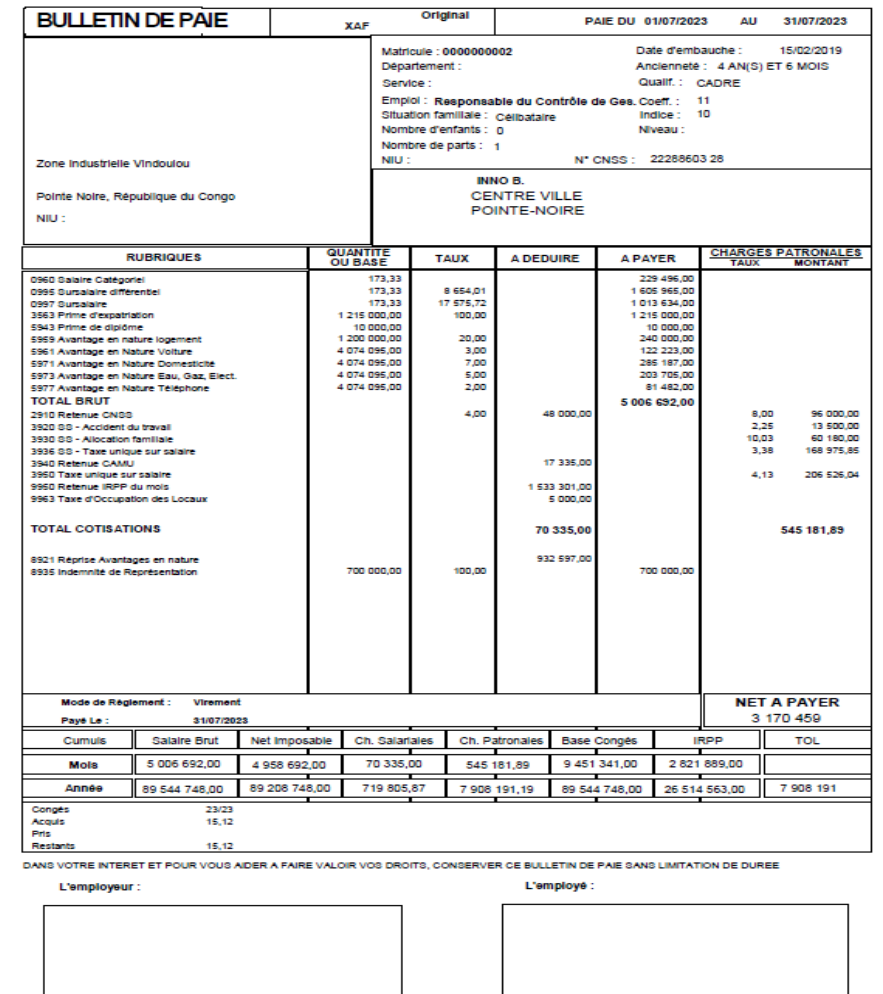 BULLETIN DE PAIE XAF Original PAIE DU 01/07/2023 AU 31/07/2023
Matricule : 0000000002 Date d'embauche : 15/02/2019
Département : Ancienneté : 4 AN(S) ET 6 MOIS
Service : Qualif. : CADRE
Emploi : Responsable du Contrôle de Ges. Coeff. : 11
Situation familiale : Célibataire Indice : 10
Nombre d'enfants : 0 Niveau :
Nombre de parts : 1
NIU : N° CNSS : 22288603 28
Zone Industrielle Vindoulou
Pointe Noire, République du Congo
NIU :
INNO B.
CENTRE VILLE
POINTE-NOIRE
RUBRIQUES QUANTITE OU BASE TAUX A DEDUIRE A PAYER CHARGES PATRONALES TAUX MONTANT
0960 Salaire Catégoriel 173,33 229 496,00
0995 Sursalaire différentiel 173,33 8 654,01 1 605 965,00
0997 Sursalaire 173,33 17 575,72 1 013 634,00
3563 Prime d'expatriation 1 215 000,00 100,00 1 215 000,00
5943 Prime de diplôme 10 000,00 10 000,00
5959 Avantage en nature logement 1 200 000,00 20,00 240 000,00
5961 Avantage en Nature Voiture 4 074 095,00 3,00 122 223,00
5971 Avantage en Nature Domesticité 4 074 095,00 7,00 285 187,00
5973 Avantage en Nature Eau, Gaz, Elect. 4 074 095,00 5,00 203 705,00
5977 Avantage en Nature Téléphone 4 074 095,00 2,00 81 482,00
TOTAL BRUT 5 006 692,00
2910 Retenue CNSS 4,00 48 000,00 8,00 96 000,00
3920 SS - Accident du travail 2,25 13 500,00
3930 SS - Allocation familiale 10,03 60 180,00
3936 SS - Taxe unique sur salaire 3,38 168 975,85
3940 Retenue CAMU 17 335,00
3950 Taxe unique sur salaire 4,13 206 526,04
9950 Retenue IRPP du mois 1 533 301,00
9963 Taxe d'Occupation des Locaux 5 000,00
TOTAL COTISATIONS 70 335,00 545 181,89
8921 Réprise Avantages en nature 932 597,00
8935 Indemnité de Représentation 700 000,00 100,00 700 000,00
Mode de Réglement : Virement NET A PAYER
Payé Le : 31/07/2023 3 170 459
Cumuls Salaire Brut Net Imposable Ch. Salariales Ch. Patronales Base Congés IRPP TOL
Mois 5 006 692,00 4 958 692,00 70 335,00 545 181,89 9 451 341,00 2 821 889,00
Année 89 544 748,00 89 208 748,00 719 805,87 7 908 191,19 89 544 748,00 26 514 563,00 7 908 191
Congés 23/23
Acquis 15,12
Pris
Restants 15,12
DANS VOTRE INTERET ET POUR VOUS AIDER A FAIRE VALOIR VOS DROITS, CONSERVER CE BULLETIN DE PAIE SANS LIMITATION DE DUREE
L'employeur : L'employé :